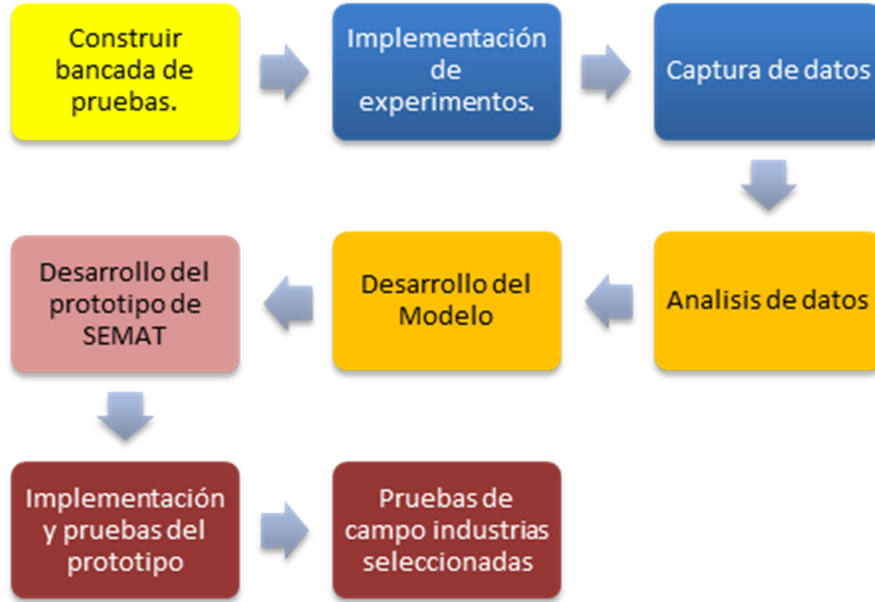 Construir
bancada de
pruebas.
Implementación
de
experimentos.
Captura de datos
Analisis de datos
Desarrollo del
Modelo
Desarrollo del
prototipo de
SEMAT
Implementación
y pruebas del
prototipo
Pruebas de
campo industrias
seleccionadas